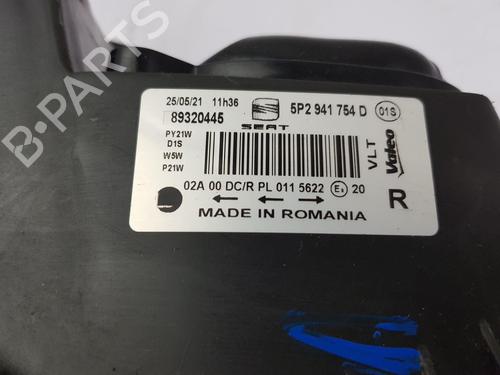 25/05/21 11h36
89320445
SEAT
5P2 941 754 D
01S
PY21W
D1S
W5W
P21W
VLT
Valeo
02A 00 DC/R PL 011 5622 E₉ 20
MADE IN ROMANIA
R
B-PARTS